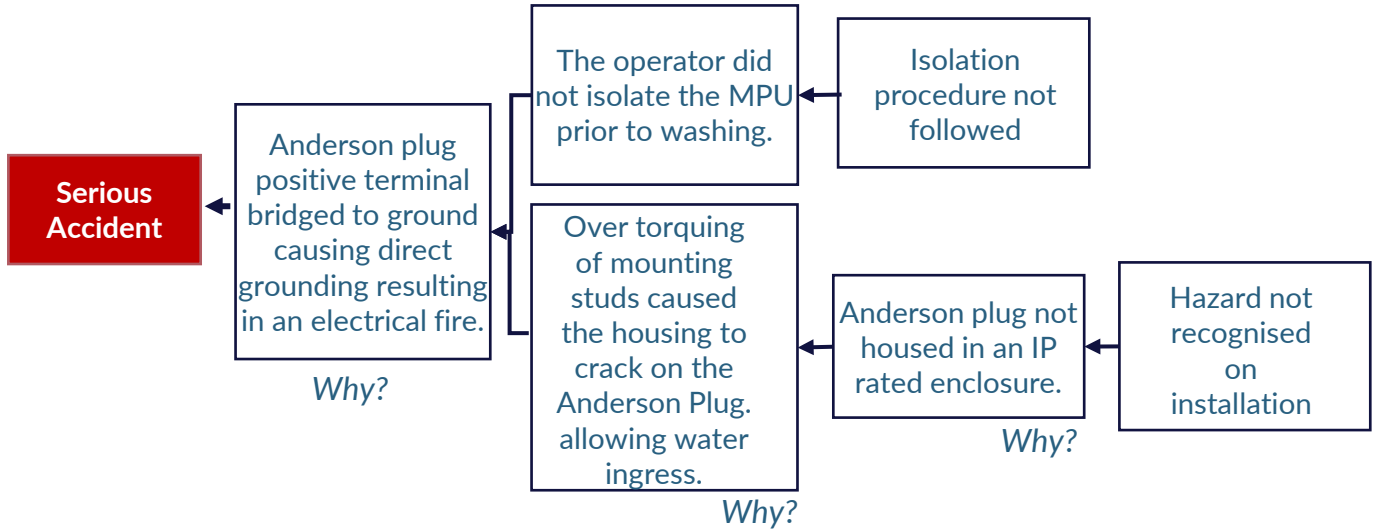 Serious
Accident
Anderson plug
positive terminal
bridged to ground
causing direct
grounding resulting
in an electrical fire.
Why?
The operator did
not isolate the MPU
prior to washing.
Isolation
procedure not
followed
Over torquing
of mounting
studs caused
the housing to
crack on the
Anderson Plug.
allowing water
ingress.
Why?
Anderson plug not
housed in an IP
rated enclosure.
Why?
Hazard not
recognised
on
installation